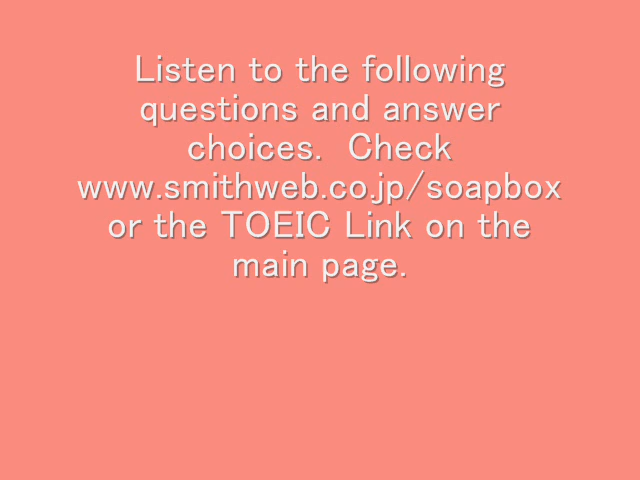 Listen to the following
questions and answer
choices.  Check
www.smithweb.co.jp/soapbox
or the TOEIC Link on the
main page.